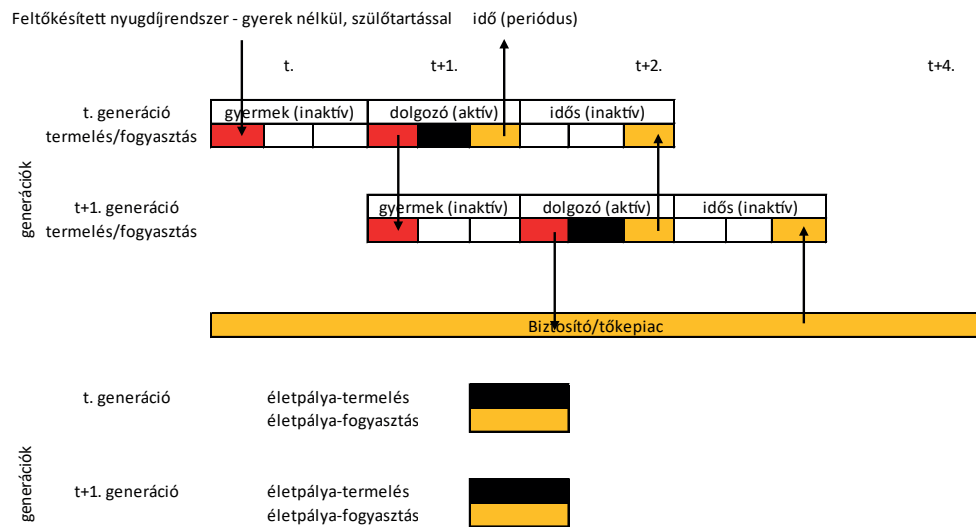 Feltőkésített nyugdíjrendszer - gyerek nélkül, szülőtartással idő (periódus)
t. t+1. t+2. t+4.
gyermek (inaktív) dolgozó (aktív) idős (inaktív)
t. generáció
termelés/fogyasztás
generációk
gyermek (inaktív) dolgozó (aktív) idős (inaktív)
t+1. generáció
termelés/fogyasztás
Biztosító/tőkepiac
t. generáció életpálya-termelés
életpálya-fogyasztás
generációk
t+1. generáció életpálya-termelés
életpálya-fogyasztás